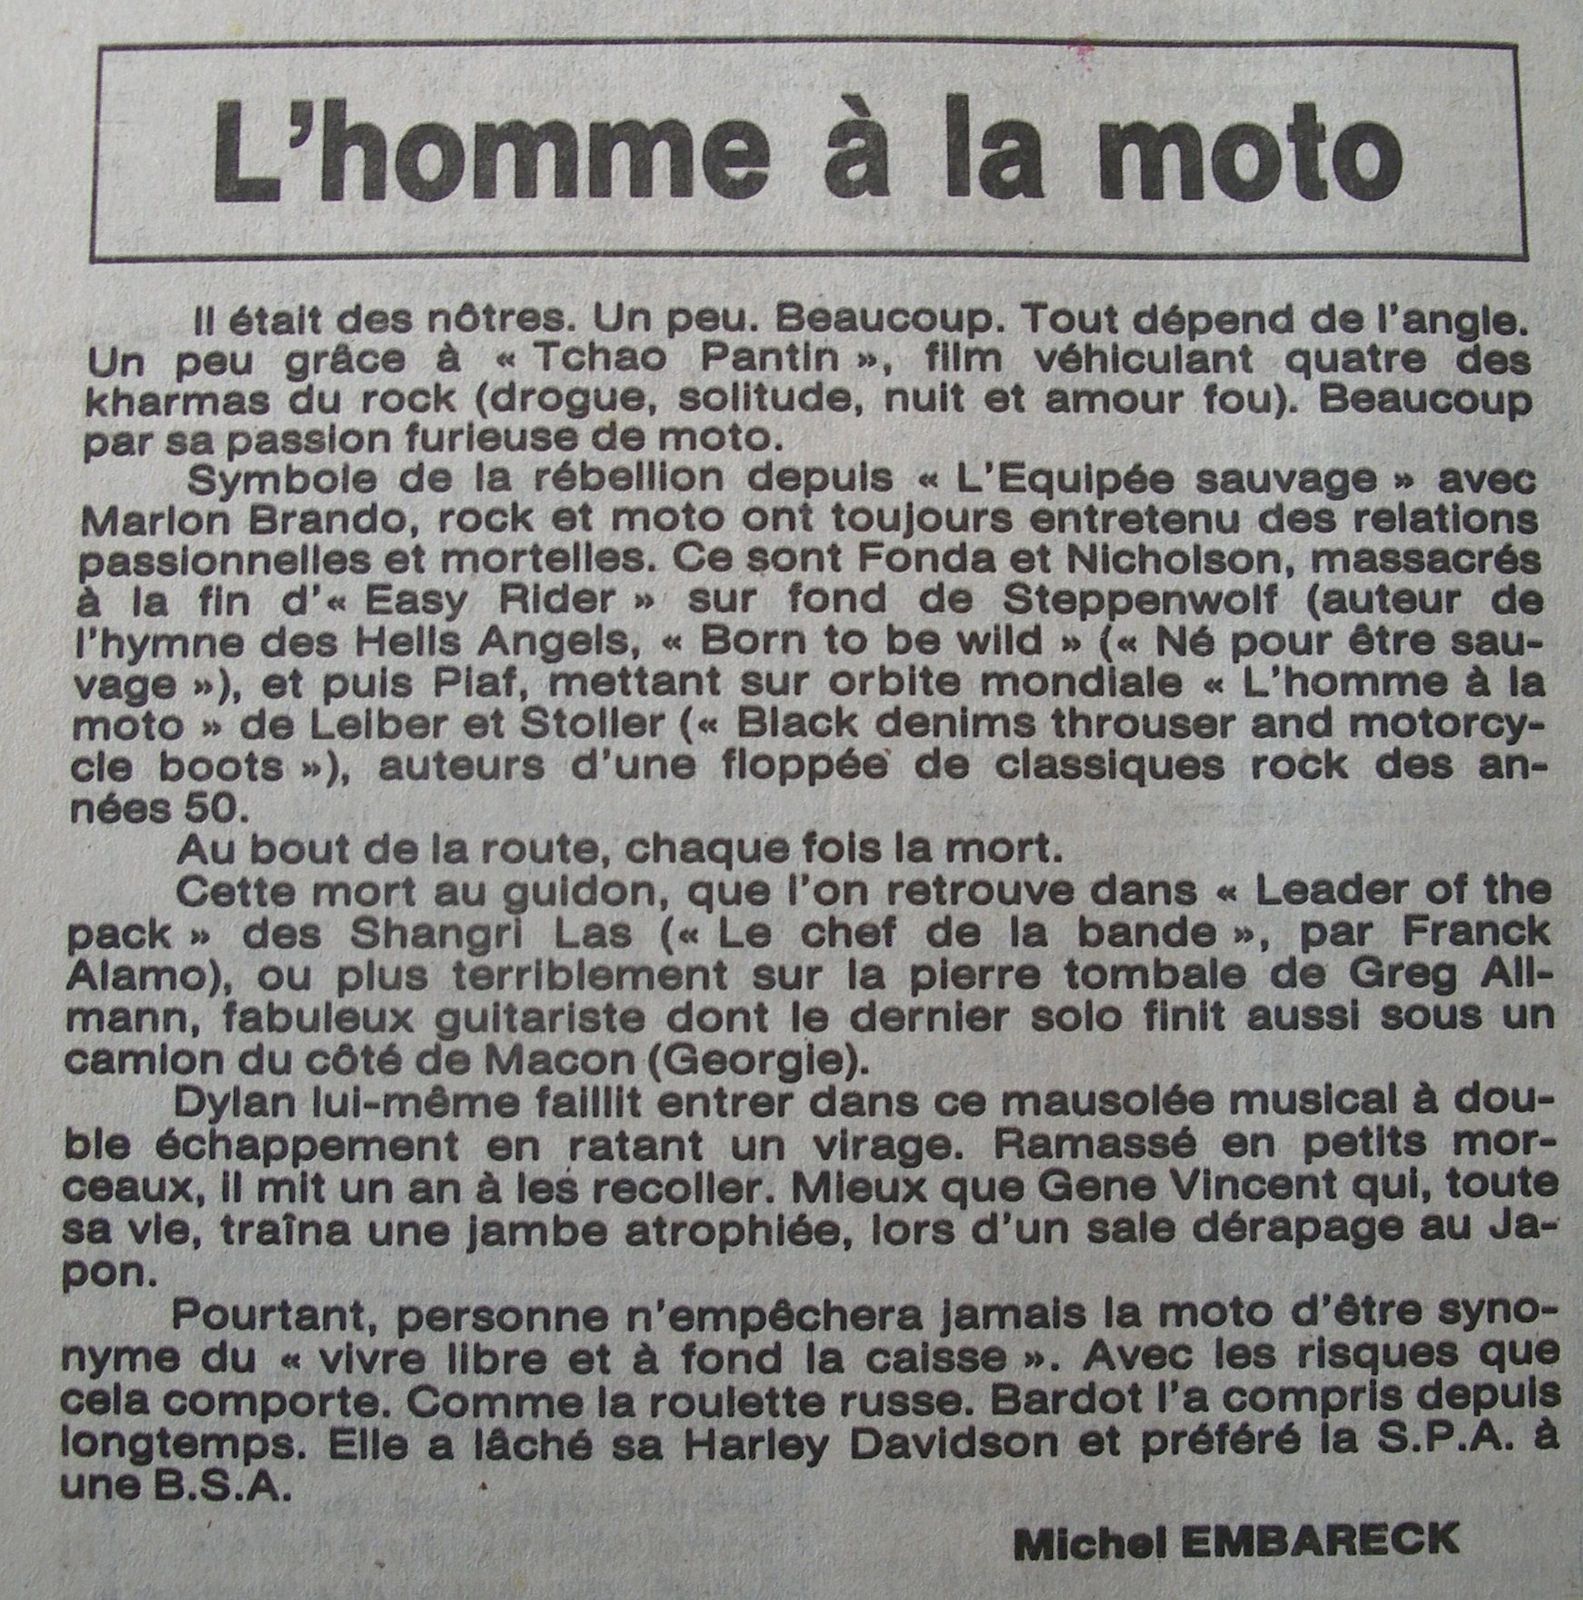 L'homme à la moto
Il était des nôtres. Un peu. Beaucoup. Tout dépend de l'angle.
Un peu grâce à « Tchao Pantin », film véhiculant quatre des
kharmas du rock (drogue, solitude, nuit et amour fou). Beaucoup
par sa passion furieuse de moto.
Symbole de la rébellion depuis « L'Equipée sauvage » avec
Marlon Brando, rock et moto ont toujours entretenu des relations
passionnelles et mortelles. Ce sont Fonda et Nicholson, massacrés
à la fin d'« Easy Rider » sur fond de Steppenwolf (auteur de
l'hymne des Hells Angels, « Born to be wild » (« Né pour être sau-
vage »), et puis Piaf, mettant sur orbite mondiale « L'homme à la
moto » de Leiber et Stoller (« Black denims throuser and motorcy-
cle boots »), auteurs d'une floppée de classiques rock des an-
nées 50.
Au bout de la route, chaque fois la mort.
Cette mort au guidon, que l'on retrouve dans « Leader of the
pack » des Shangri Las (« Le chef de la bande », par Franck
Alamo), ou plus terriblement sur la pierre tombale de Greg All-
mann, fabuleux guitariste dont le dernier solo finit aussi sous un
camion du côté de Macon (Georgie).
Dylan lui-même faillit entrer dans ce mausolée musical à dou-
ble échappement en ratant un virage. Ramassé en petits mor-
ceaux, il mit un an à les recoller. Mieux que Gene Vincent qui, toute
sa vie, traîna une jambe atrophiée, lors d'un sale dérapage au Ja-
pon.
Pourtant, personne n'empêchera jamais la moto d'être syno-
nyme du « vivre libre et à fond la caisse ». Avec les risques que
cela comporte. Comme la roulette russe. Bardot l'a compris depuis
longtemps. Elle a lâché sa Harley Davidson et préféré la S.P.A. à
une B.S.A.
Michel EMBARECK